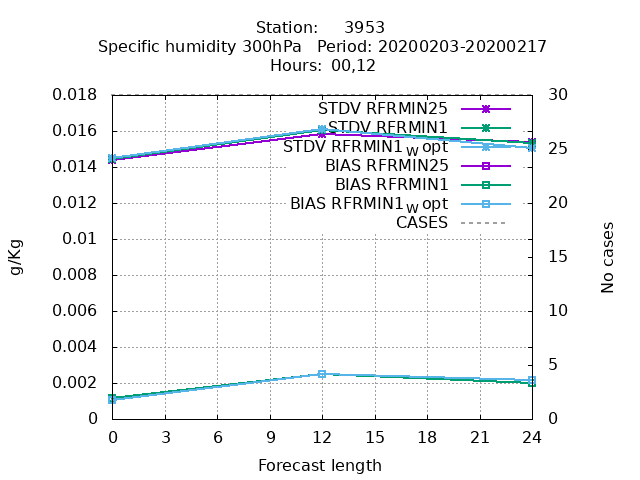 Station: 3953
Specific humidity 300hPa Period: 20200203-20200217
Hours: 00,12
0.018
0.016
0.014
0.012
0.01
0.008
0.006
0.004
0.002
0
g/Kg
STDV RFRMIN25
STDV RFRMIN1
STDV RFRMIN1_W opt
BIAS RFRMIN25
BIAS RFRMIN1
BIAS RFRMIN1_W opt
CASES
30
25
20
15
10
5
0
No cases
0 3 6 9 12 15 18 21 24
Forecast length